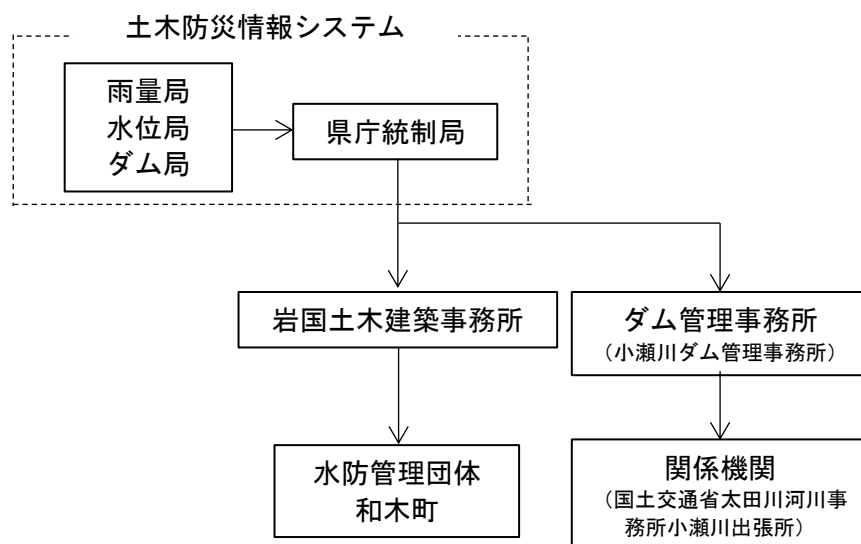 土木防災情報システム
雨量局
水位局
ダム局
県庁統制局
岩国土木建築事務所
ダム管理事務所
（小瀬川ダム管理事務所）
水防管理団体
和木町
関係機関
（国土交通省太田川河川事
務所小瀬川出張所）